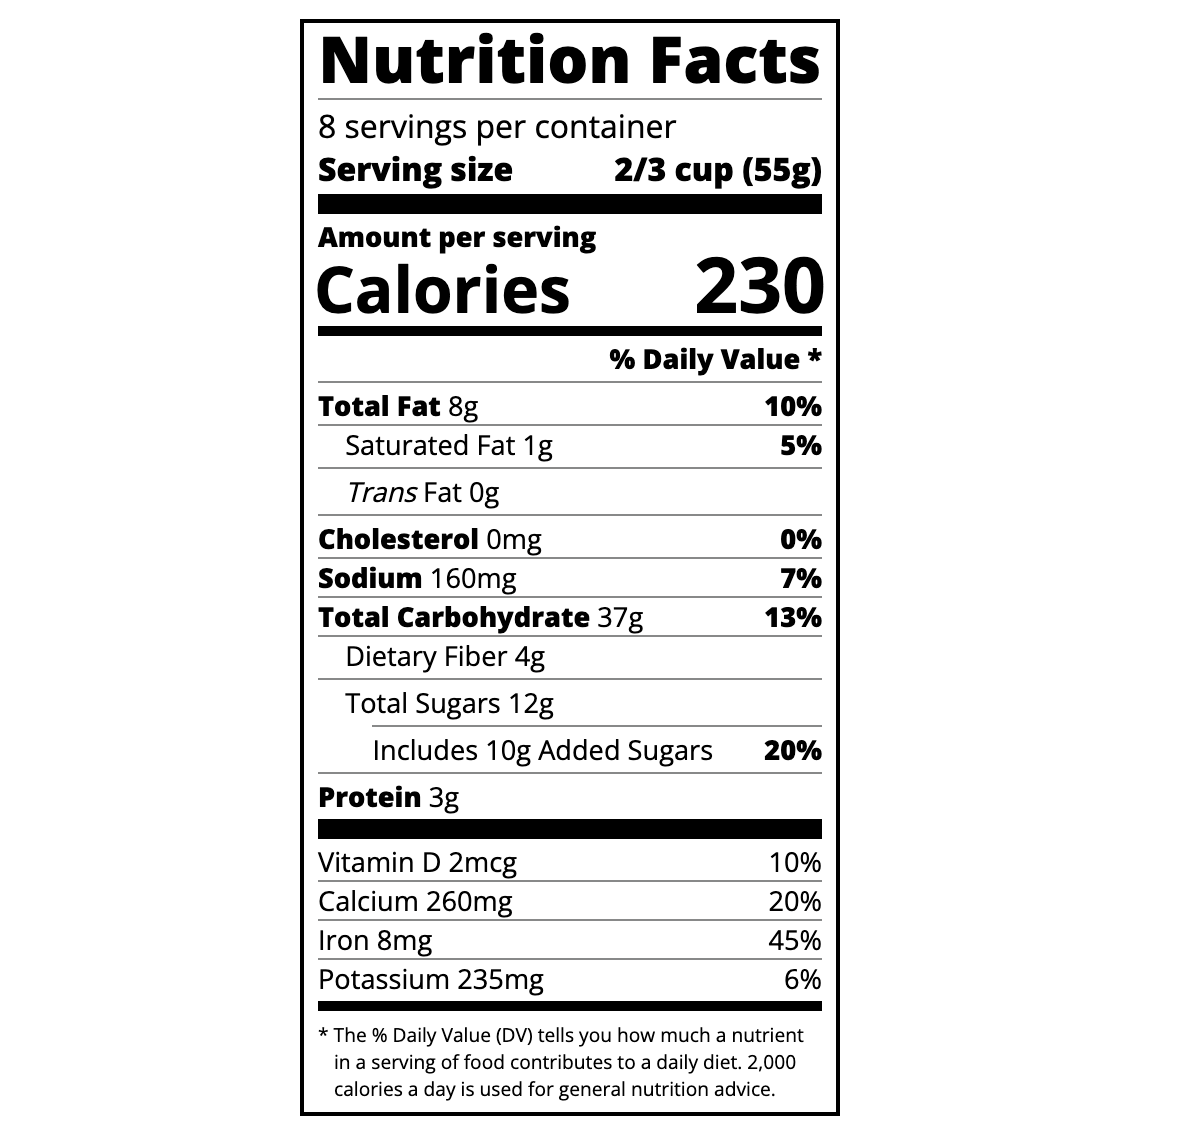 Nutrition Facts
8 servings per container
Serving size 2/3 cup (55g)
Amount per serving
Calories 230
% Daily Value *
Total Fat 8g 10%
Saturated Fat 1g 5%
Trans Fat 0g
Cholesterol 0mg 0%
Sodium 160mg 7%
Total Carbohydrate 37g 13%
Dietary Fiber 4g
Total Sugars 12g
Includes 10g Added Sugars 20%
Protein 3g
Vitamin D 2mcg 10%
Calcium 260mg 20%
Iron 8mg 45%
Potassium 235mg 6%
* The % Daily Value (DV) tells you how much a nutrient
in a serving of food contributes to a daily diet. 2,000
calories a day is used for general nutrition advice.